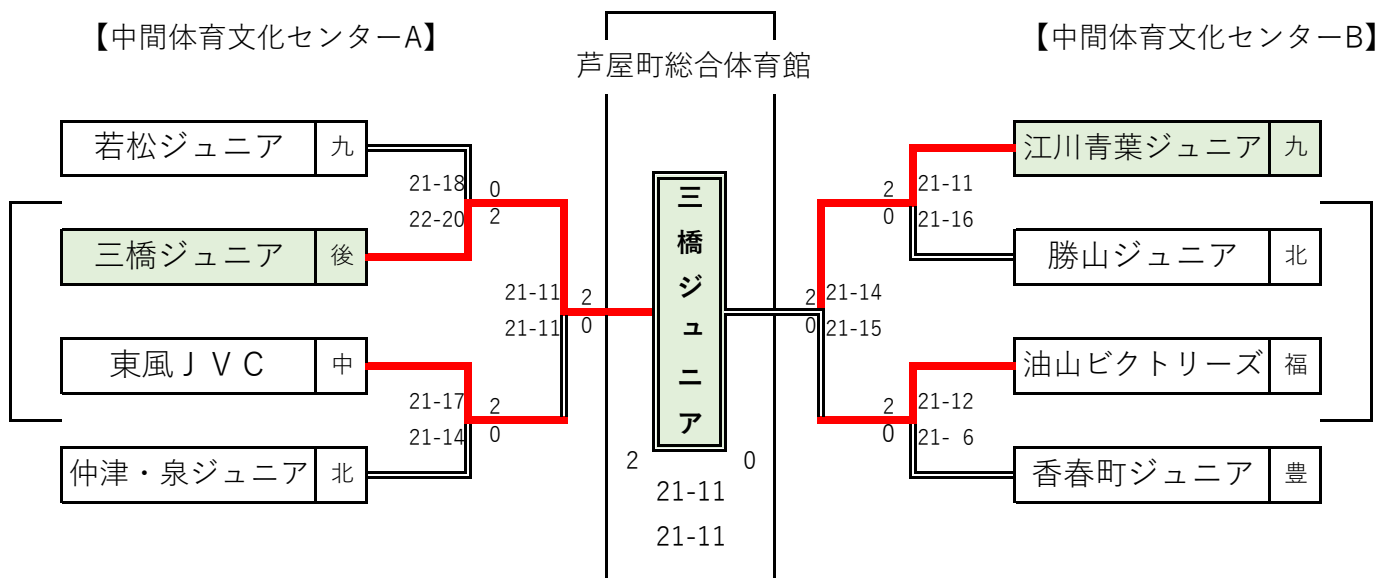 【中間体育文化センターA】
芦屋町総合体育館
【中間体育文化センターB】
若松ジュニア 九
21-18 0
22-20 2
三橋ジュニア 後
21-11 2
21-11 0
東風ＪＶＣ 中
21-17 2
21-14 0
仲津・泉ジュニア 北
三橋ジュニア
2 0
21-11
21-11
江川青葉ジュニア 九
2 21-11
0 21-16
勝山ジュニア 北
2 21-14
0 21-15
油山ビクトリーズ 福
2 21-12
0 21- 6
香春町ジュニア 豊